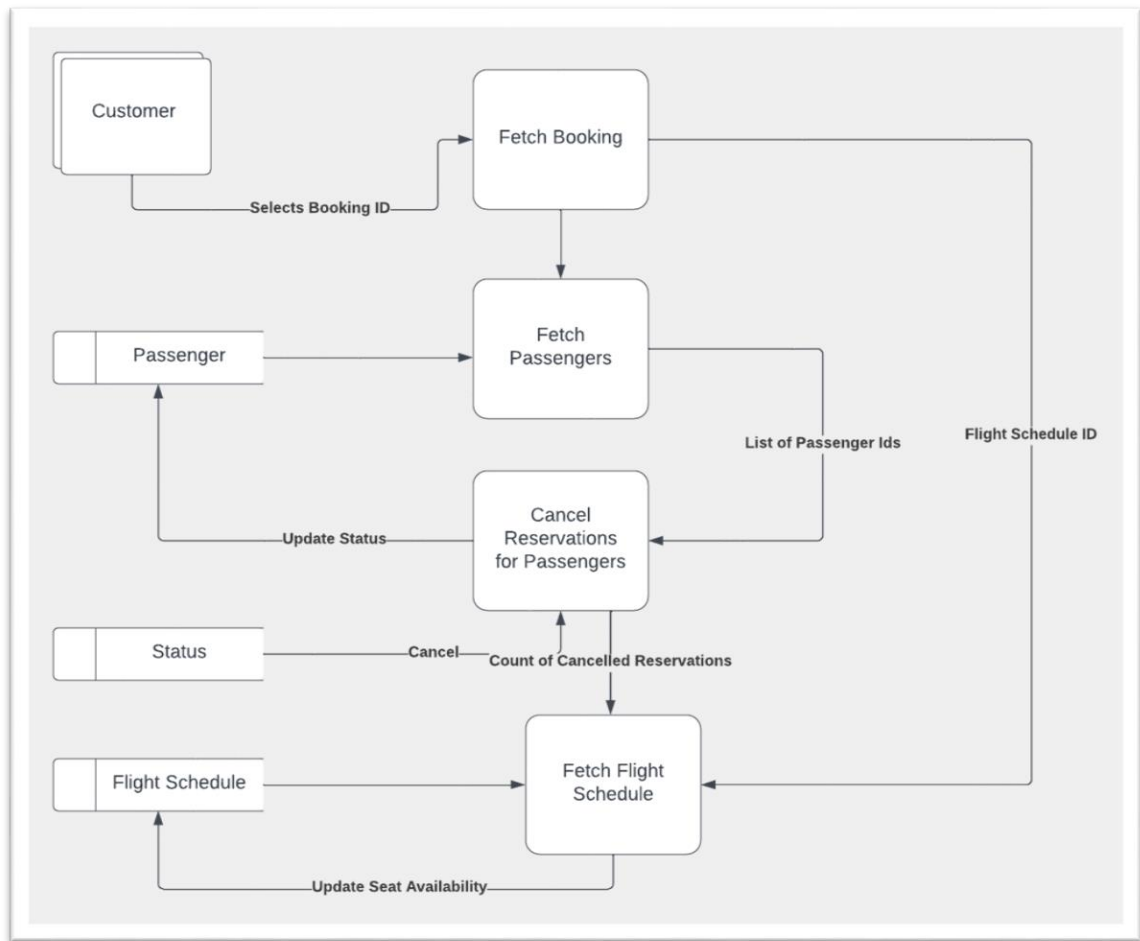 Customer
Fetch Booking
Selects Booking ID
Passenger
Fetch
Passengers
List of Passenger Ids
Flight Schedule ID
Cancel
Reservations
for Passengers
Update Status
Status
Cancel
Count of Cancelled Reservations
Flight Schedule
Fetch Flight
Schedule
Update Seat Availability